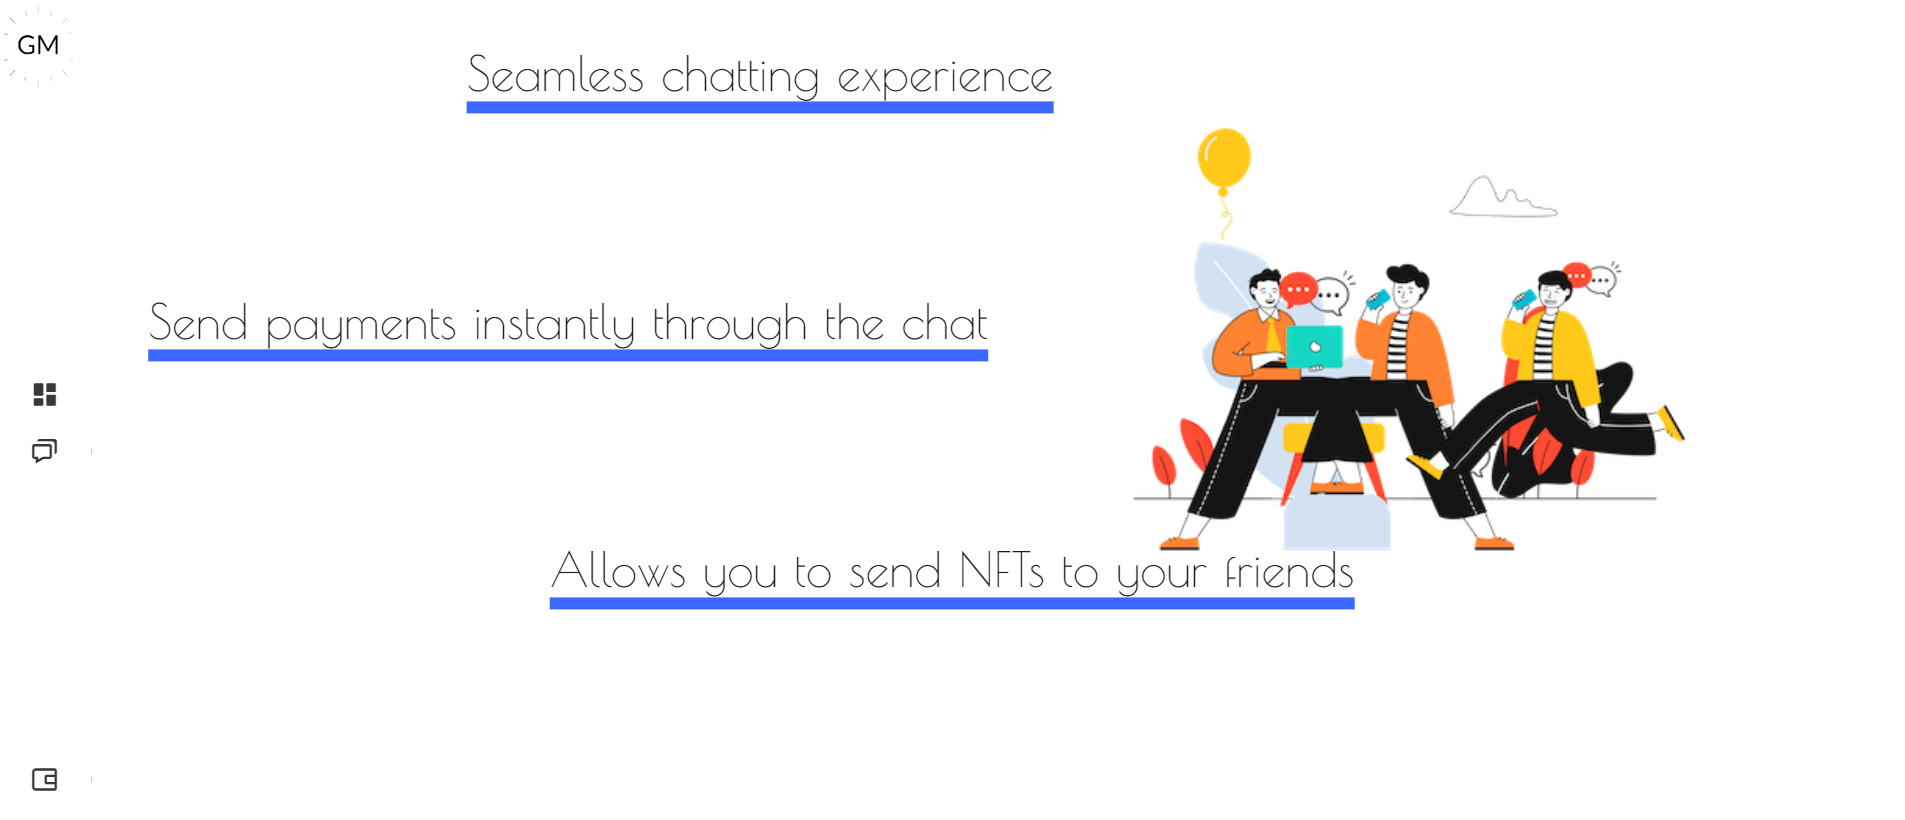 GM
Seamless chatting experience
Send payments instantly through the chat
Allows you to send NFTs to your friends